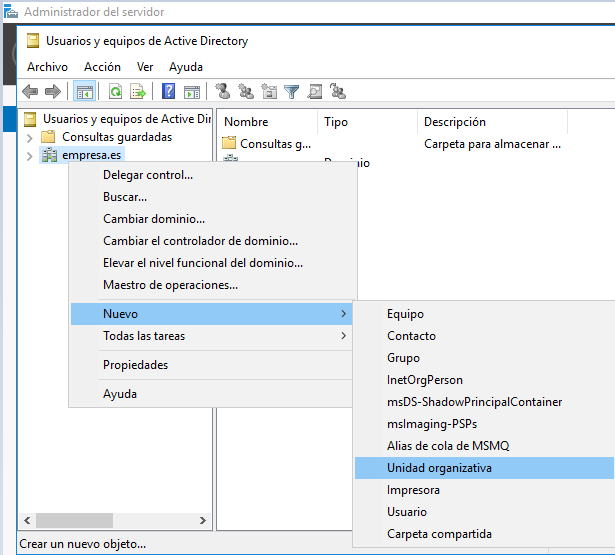 Administrador del servidor
Usuarios y equipos de Active Directory
Archivo Acción Ver Ayuda
Usuarios y equipos de Active Dir
Consultas guardadas
empresa.es
Nombre Tipo Descripción
Consultas g... Carpeta para almacenar ...
Delegar control...
Buscar...
Cambiar dominio...
Cambiar el controlador de dominio...
Elevar el nivel funcional del dominio...
Maestro de operaciones...
Nuevo
Todas las tareas
Propiedades
Ayuda
Equipo
Contacto
Grupo
InetOrgPerson
msDS-ShadowPrincipalContainer
msImaging-PSPs
Alias de cola de MSMQ
Unidad organizativa
Impresora
Usuario
Carpeta compartida
Crear un nuevo objeto...